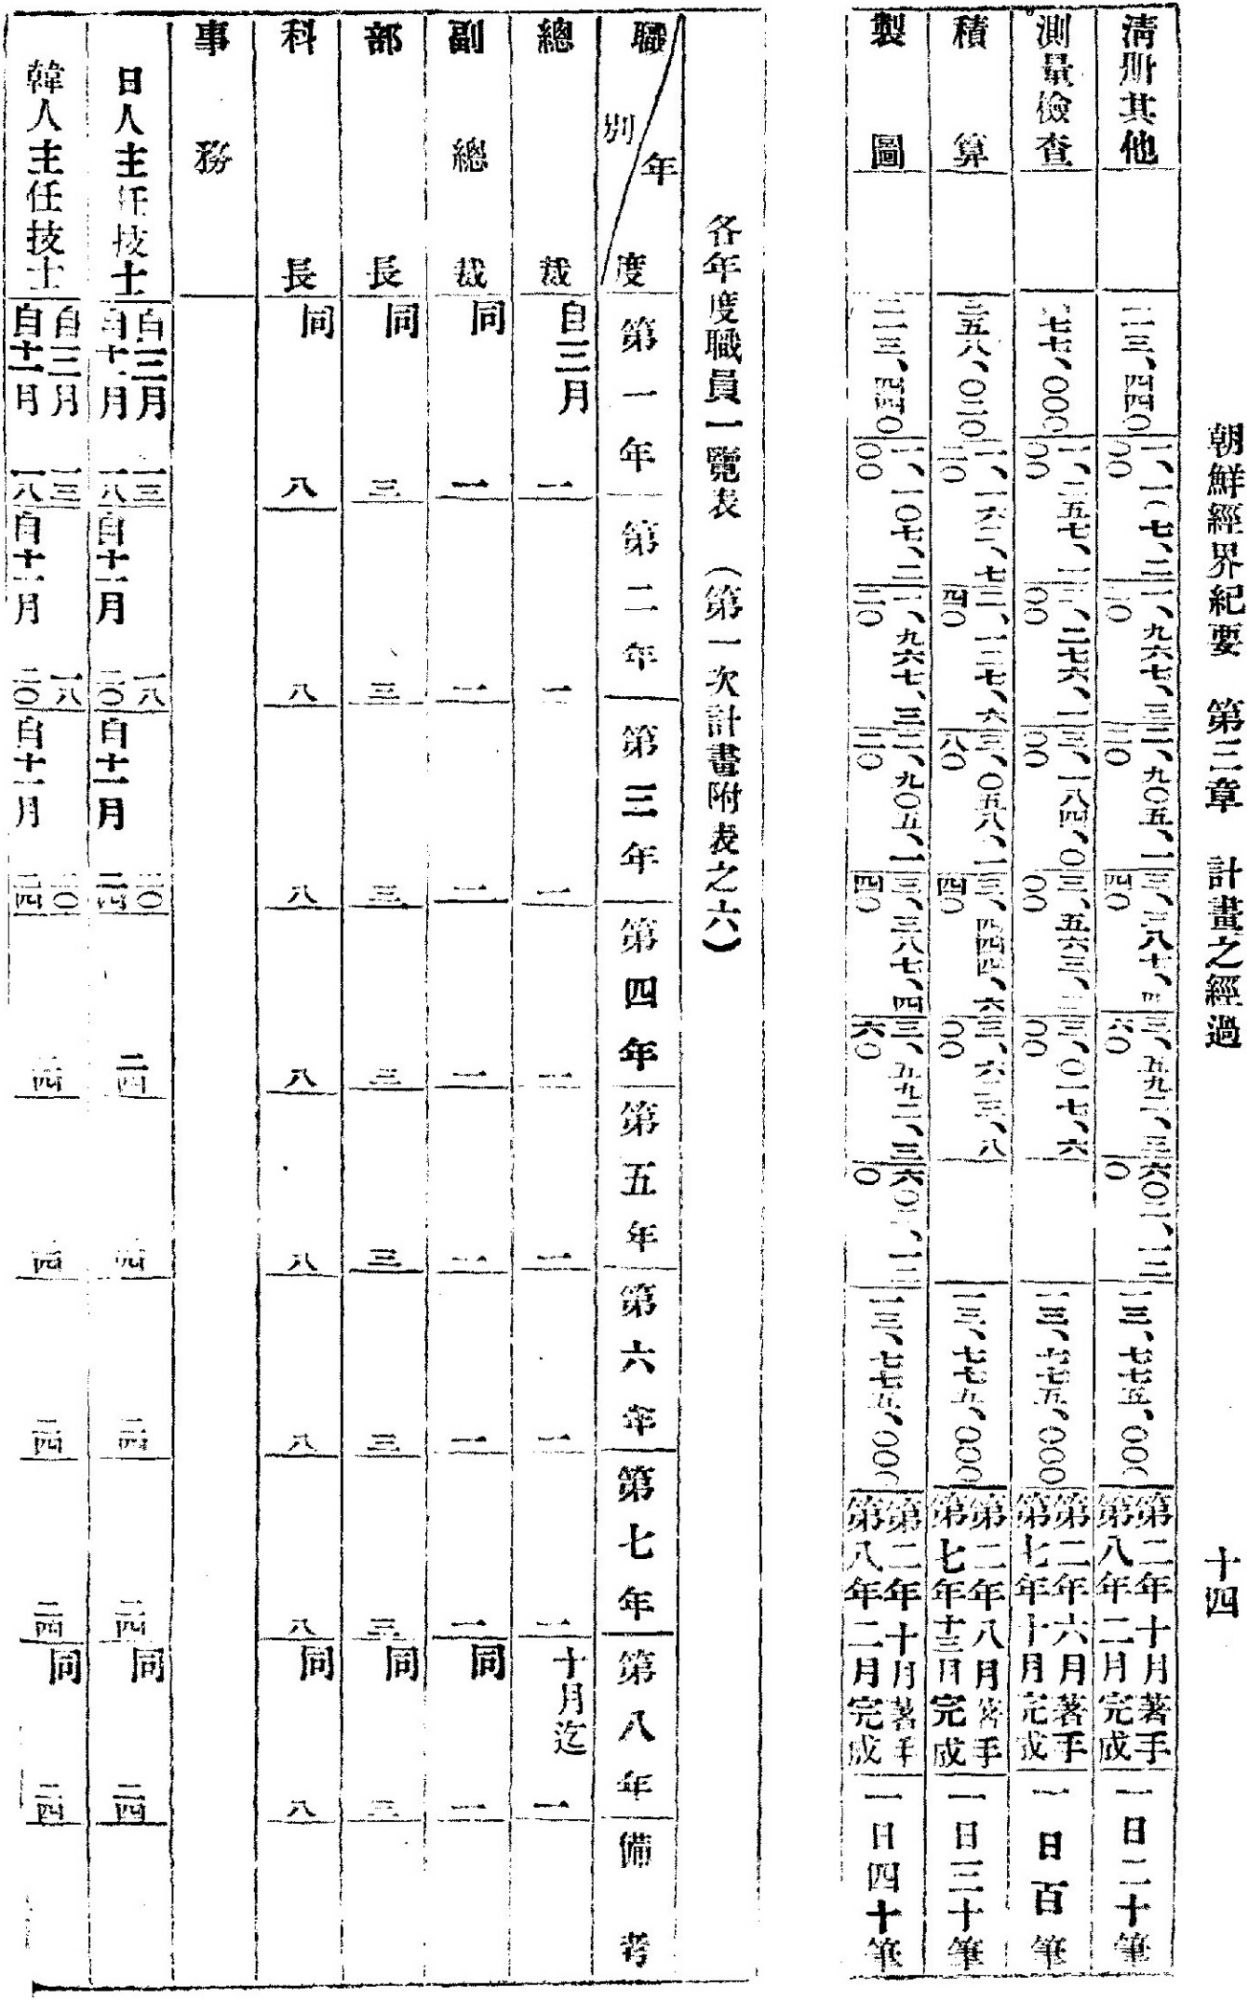 朝鮮經界紀要　第三章　計畫之經過　十四
清册其他　二一三、四四〇　一、一〇七、二〇〇　一、九六七、三二〇　二、九〇五、一二〇　三、三八七、四四〇　三、五九二、三六〇　六〇二、一二〇　一三、七七五、〇〇〇　第二年十月著手第八年二月完成　一日二十筆
測量檢查　四七七、〇〇〇　一、二五七、一〇〇　二、二七六、一〇〇　三、一八四、〇〇〇　三、五六三、二〇〇　三、〇一七、六〇〇　一三、七七五、〇〇〇　第二年六月著手第七年十月完成　一日百筆
積算　三五八、〇二〇　一、一六二、七二〇　二、一二七、六四〇　三、〇五八、一八〇　三、四四四、六四〇　三、六二三、八〇〇　一三、七七五、〇〇〇　第二年八月著手第七年十二月完成　一日三十筆
製圖　二一三、四四〇　一、一〇七、二〇〇　一、九六七、三二〇　二、九〇五、一二〇　三、三八七、四四〇　三、五九二、三六〇　六〇二、一二〇　一三、七七五、〇〇〇　第二年十月著手第八年二月完成　一日四十筆
各年度職員一覽表　（第一次計畫附表之六）
職別　年度　第一年　第二年　第三年　第四年　第五年　第六年　第七年　第八年　備考
總裁　自三月　一　一　一　一　一　一　一　十月迄　一
副總裁　同　一　一　一　一　一　一　一　同　一
部長　同　三　三　三　三　三　三　三　同　三
科長　同　八　八　八　八　八　八　八　同　八
事務
日人主任技士　自三月　自十一月　一三　一八　自十一月　一八　二〇　自十一月　二〇　二四　二四　二四　二四　二四　同　二四
韓人主任技士　自三月　自十一月　一三　一八　自十一月　一八　二〇　自十一月　二〇　二四　二四　二四　二四　二四　同　二四